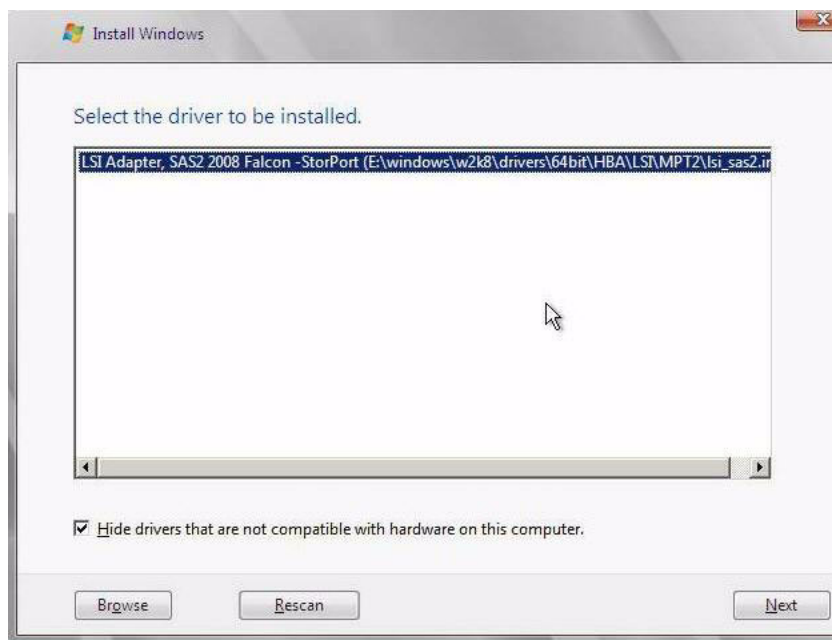 Install Windows
Select the driver to be installed.
LSI Adapter, SAS2 2008 Falcon -StorPort (E:\windows\w2k8\drivers\64bit\HBA\LSI\MPT2\lsi_sas2.in
Hide drivers that are not compatible with hardware on this computer.
Browse
Rescan
Next